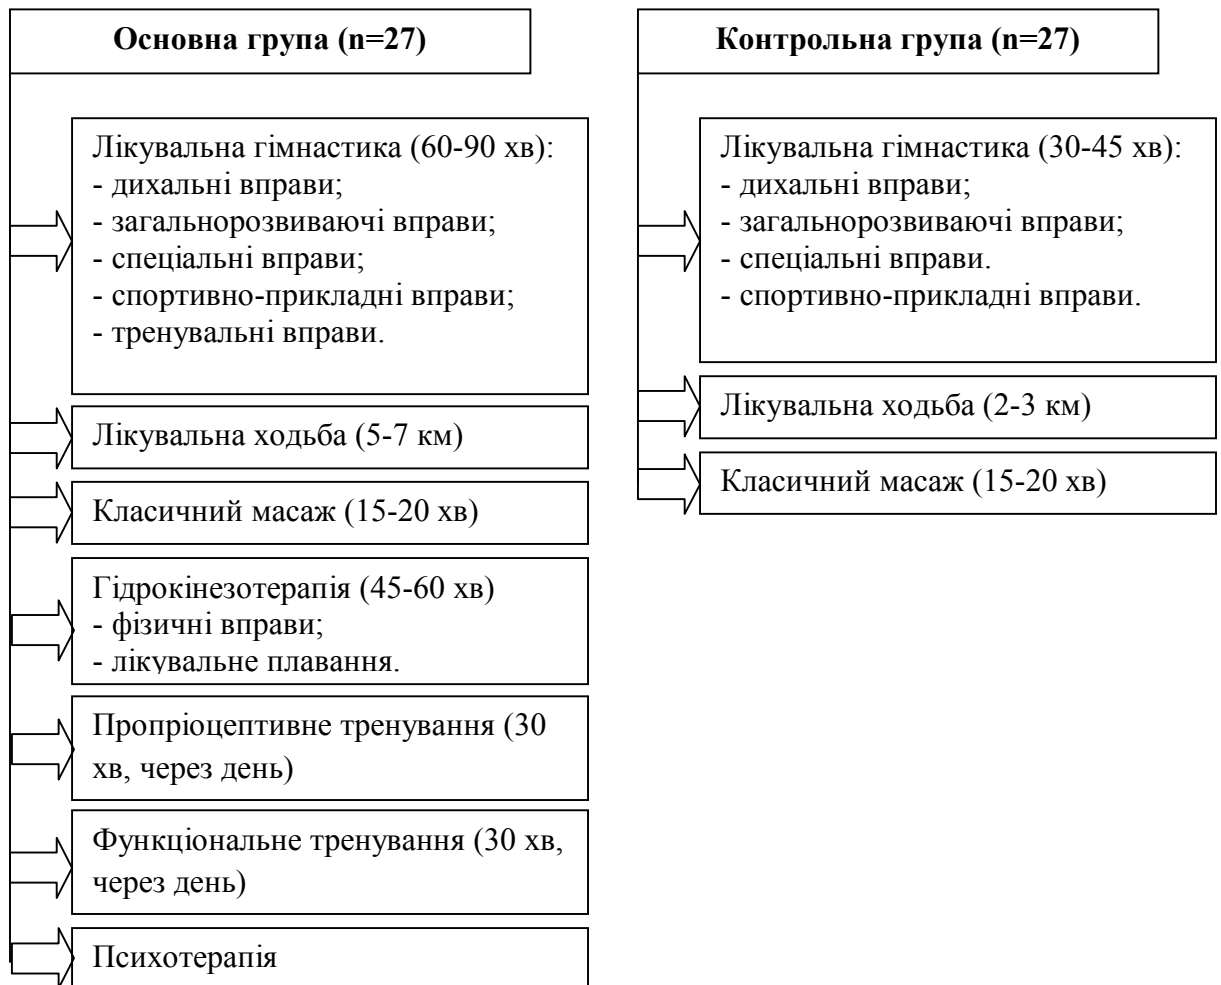 Основна група (n=27)
Лікувальна гімнастика (60-90 хв):
- дихальні вправи;
- загальнорозвиваючі вправи;
- спеціальні вправи;
- спортивно-прикладні вправи;
- тренувальні вправи.
Лікувальна ходьба (5-7 км)
Класичний масаж (15-20 хв)
Гідрокінезотерапія (45-60 хв)
- фізичні вправи;
- лікувальне плавання.
Пропріоцептивне тренування (30
хв, через день)
Функціональне тренування (30 хв,
через день)
Психотерапія
Контрольна група (n=27)
Лікувальна гімнастика (30-45 хв):
- дихальні вправи;
- загальнорозвиваючі вправи;
- спеціальні вправи.
- спортивно-прикладні вправи.
Лікувальна ходьба (2-3 км)
Класичний масаж (15-20 хв)